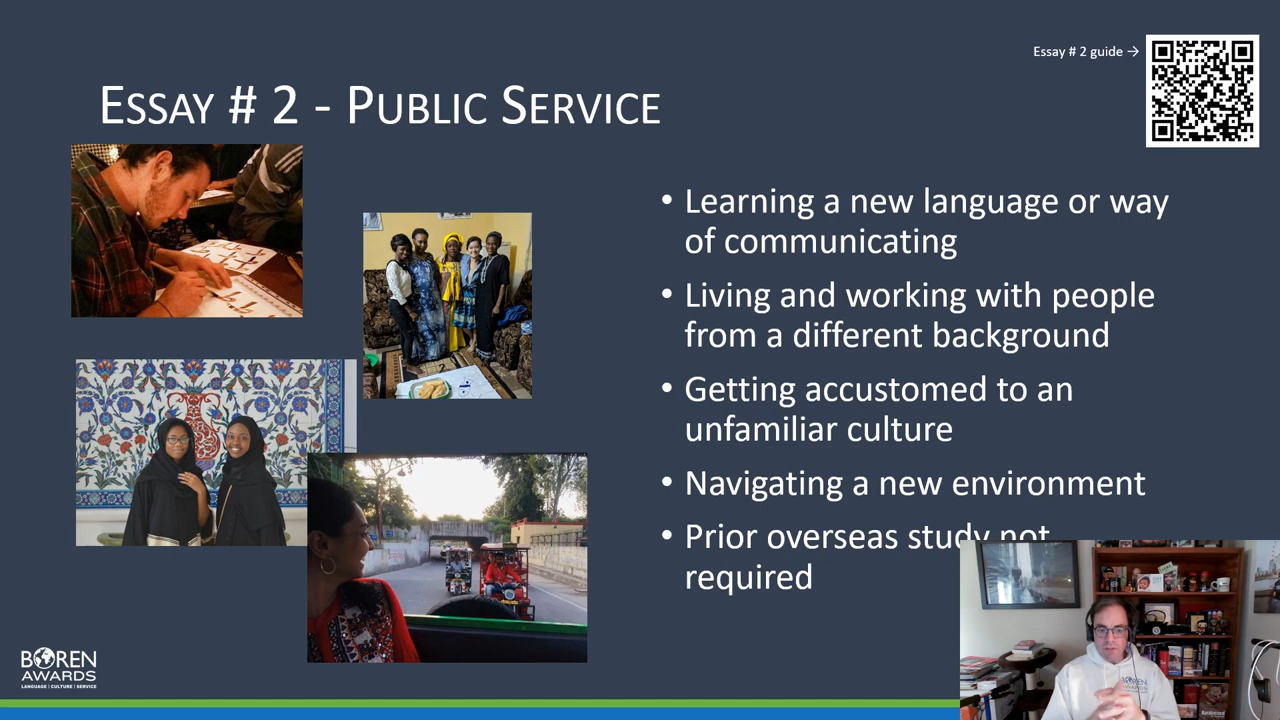 Essay # 2 guide →
ESSAY # 2 - PUBLIC SERVICE
• Learning a new language or way
of communicating
• Living and working with people
from a different background
• Getting accustomed to an
unfamiliar culture
• Navigating a new environment
• Prior overseas study not
required
BOREN
AWARDS
LANGUAGE | CULTURE | SERVICE
BOREN